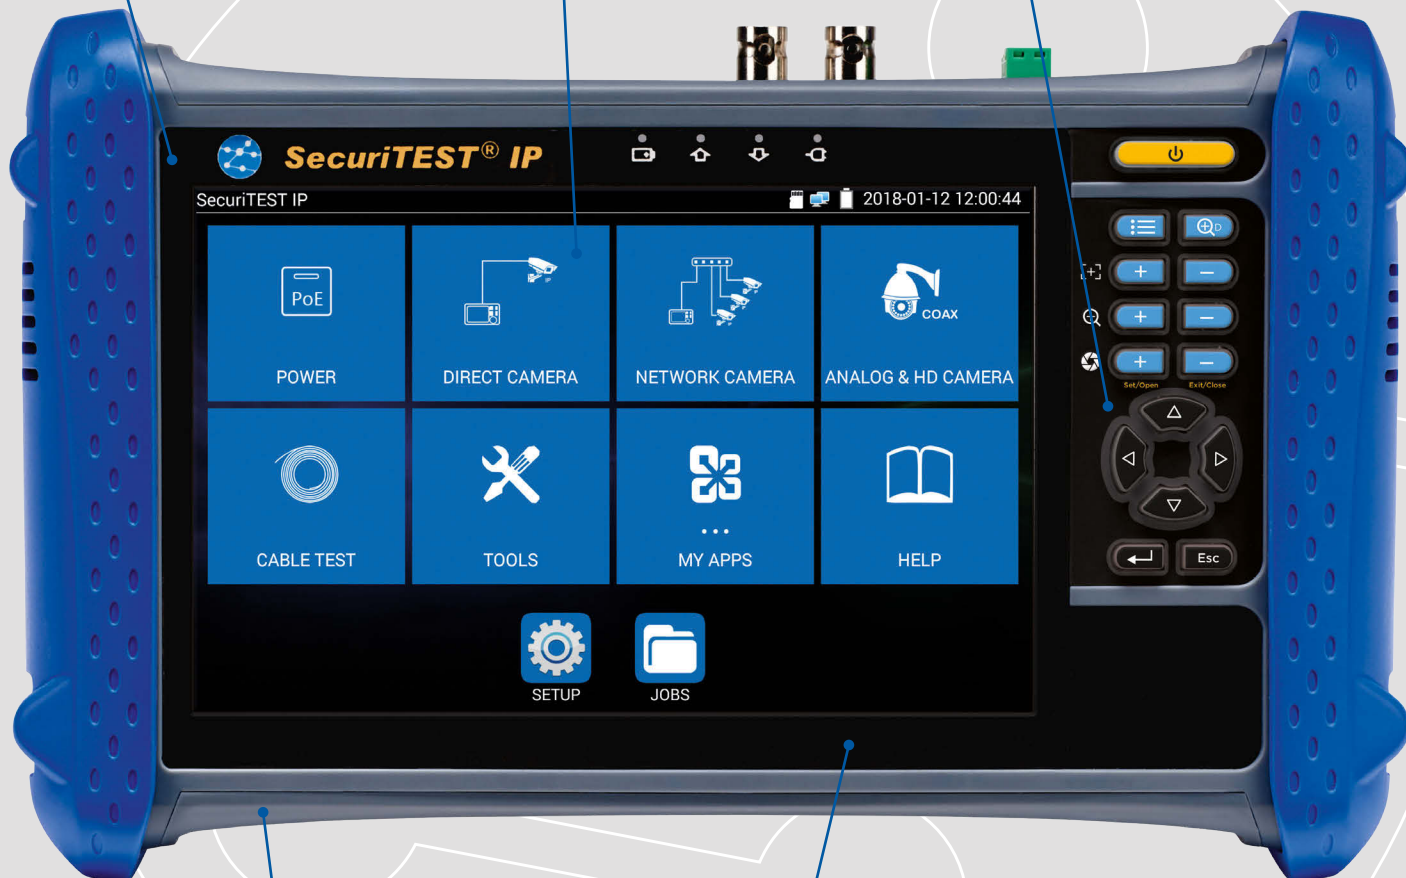 SecuriTEST® IP
SecuriTEST IP
2018-01-12 12:00:44
PoE
POWER
DIRECT CAMERA
NETWORK CAMERA
COAX
ANALOG & HD CAMERA
CABLE TEST
TOOLS
MY APPS
HELP
SETUP
JOBS
D
Set/Open
Exit/Close
Esc